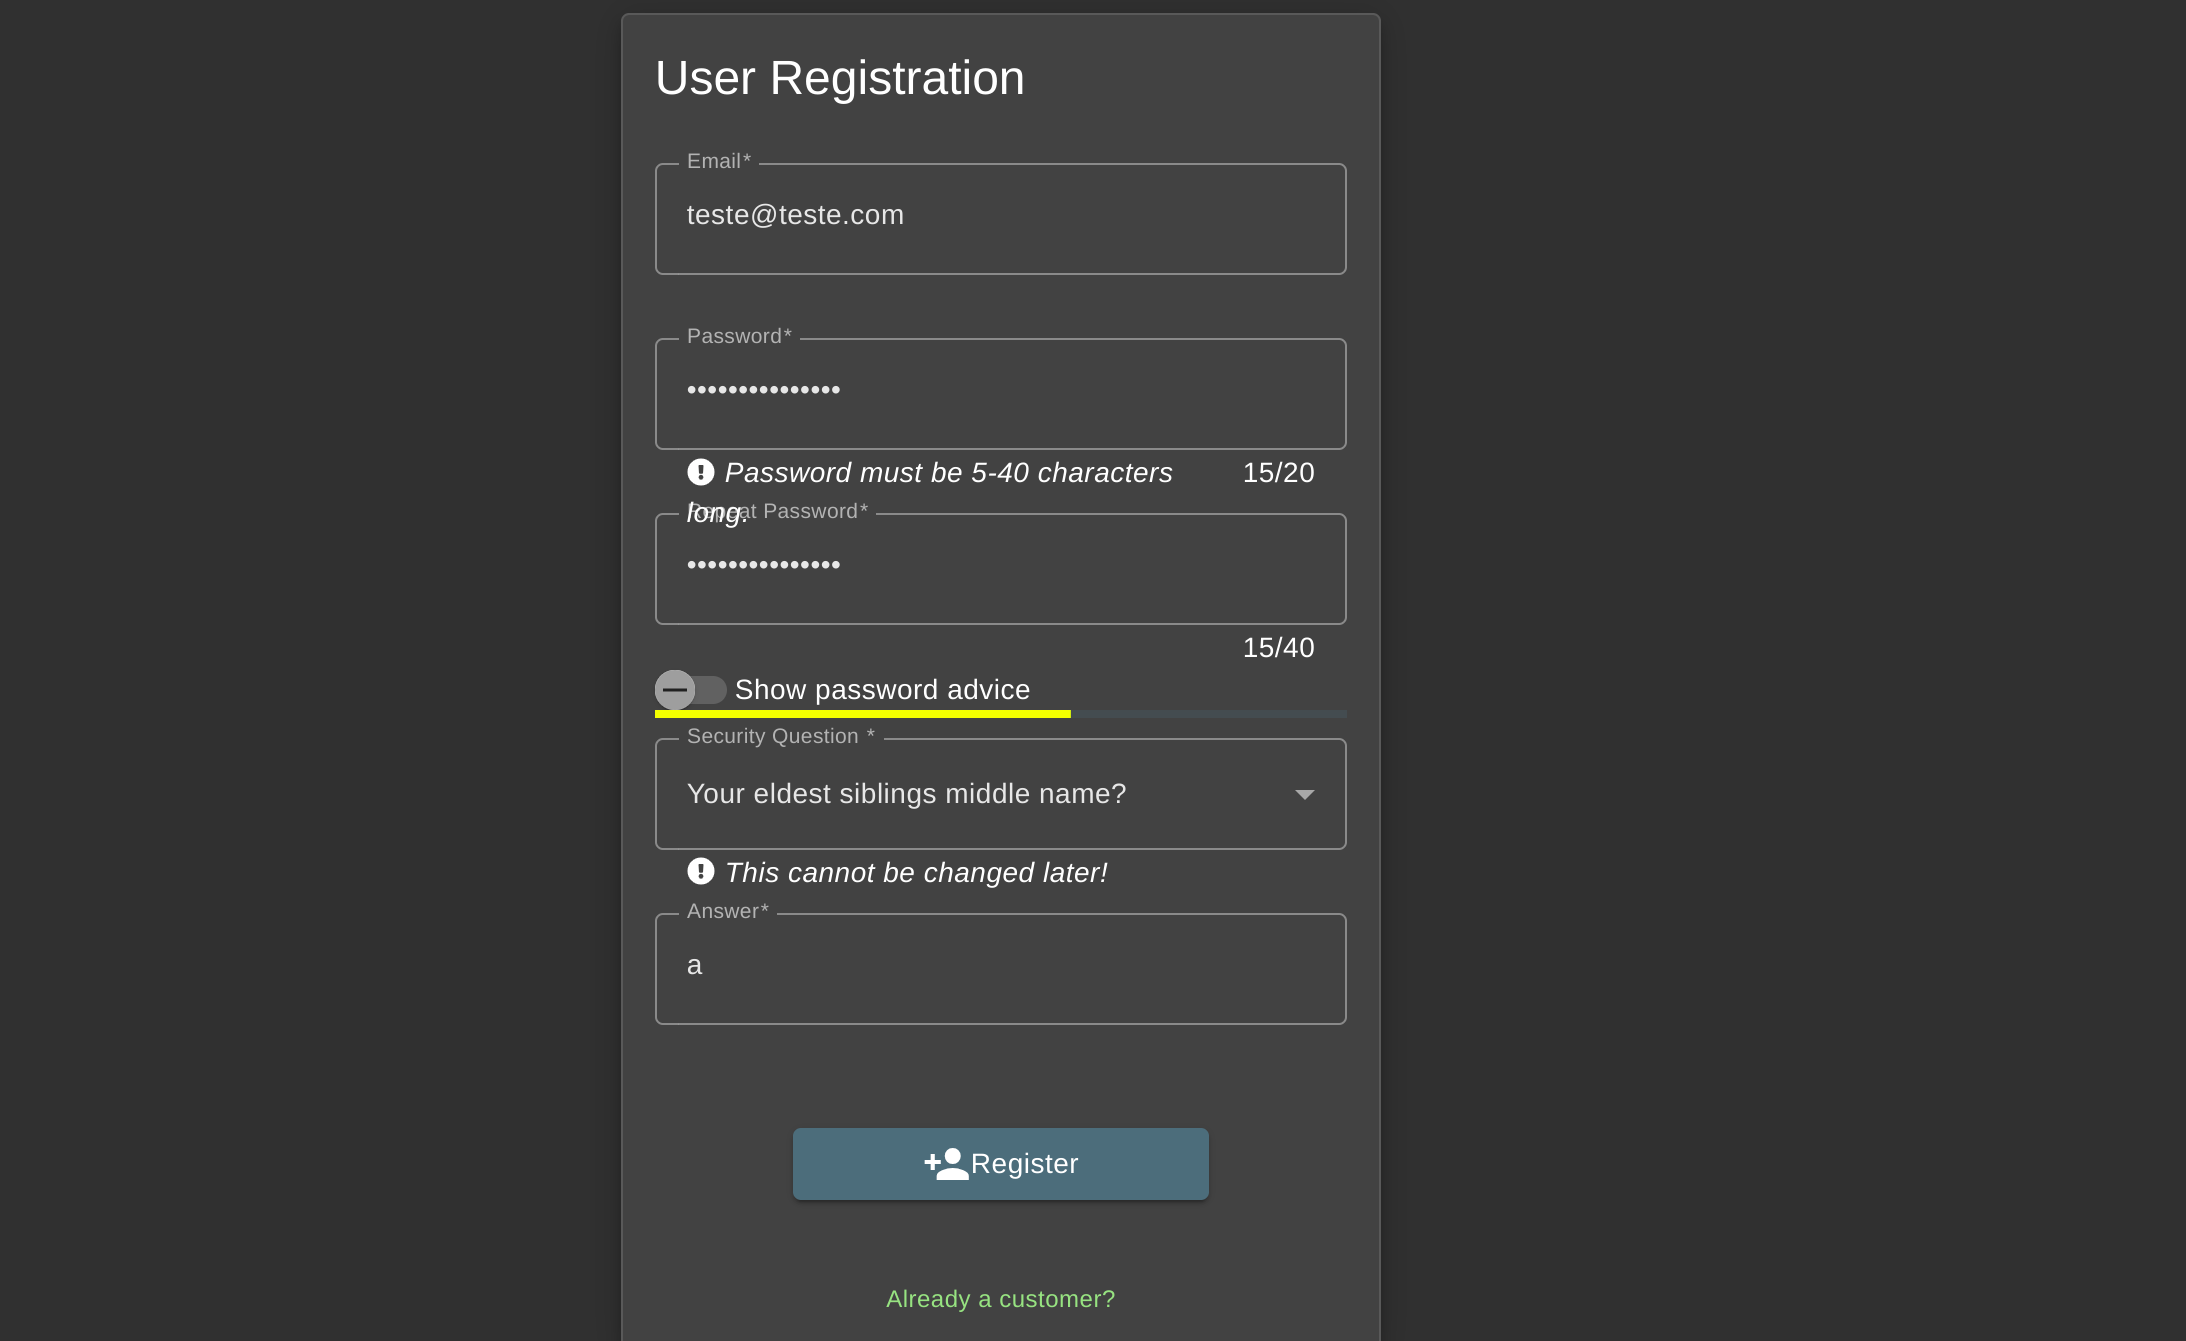 User Registration
Email*
teste@teste.com
Password*
•••••••••••••••
Password must be 5-40 characters long.
15/20
Repeat Password*
•••••••••••••••
15/40
Show password advice
Security Question *
Your eldest siblings middle name?
This cannot be changed later!
Answer*
a
Register
Already a customer?